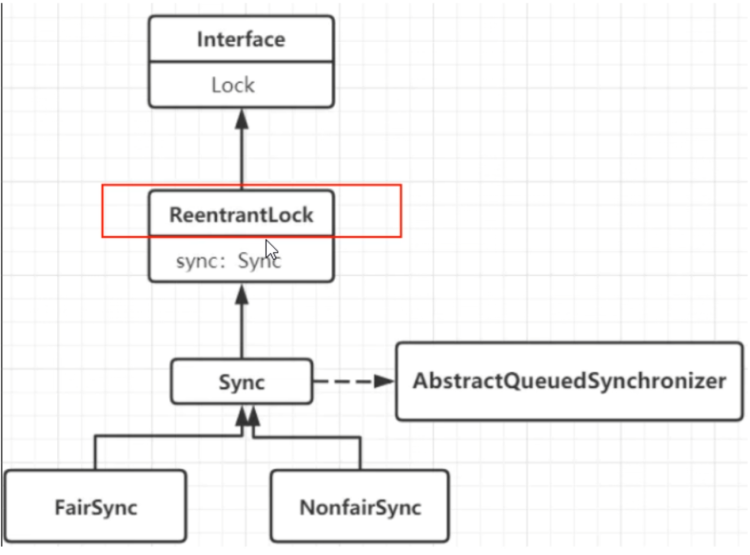 Interface
Lock
ReentrantLock
sync: Sync
Sync
AbstractQueuedSynchronizer
FairSync
NonfairSync